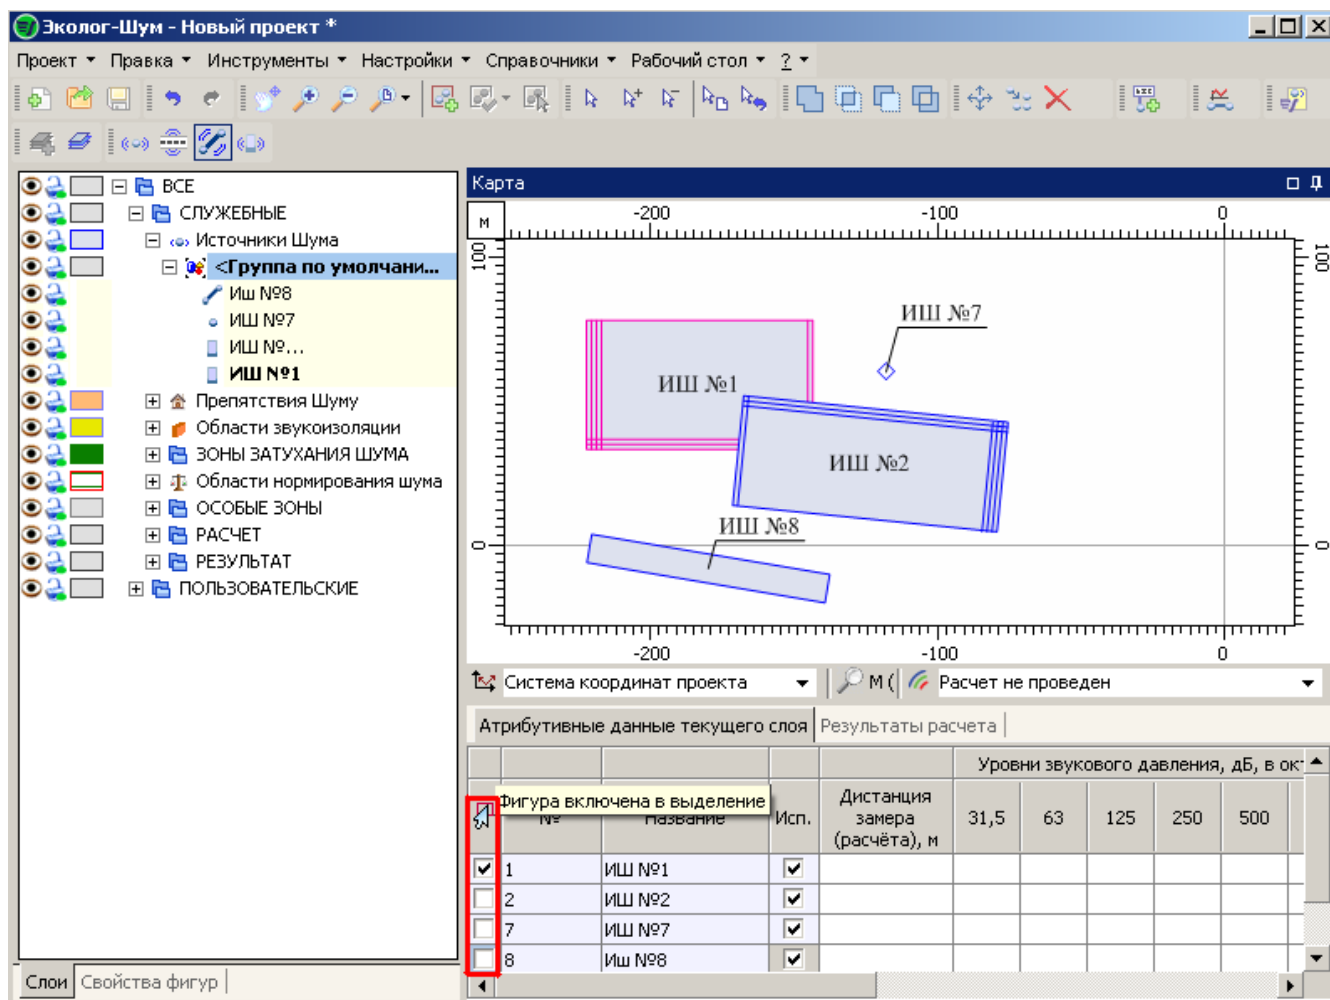 Эколог-Шум - Новый проект *
Проект Правка Инструменты Настройки Справочники Рабочий стол ?
ВСЕ
СЛУЖЕБНЫЕ
Источники Шума
<Группа по умолчани...
Иш №8
ИШ №7
ИШ №...
ИШ №1
Препятствия Шуму
Области звукоизоляции
ЗОНЫ ЗАТУХАНИЯ ШУМА
Области нормирования шума
ОСОБЫЕ ЗОНЫ
РАСЧЕТ
РЕЗУЛЬТАТ
ПОЛЬЗОВАТЕЛЬСКИЕ
Слои Свойства фигур
Карта
м -200 -100 0
100 100
ИШ №7
ИШ №1
ИШ №2
ИШ №8
0 0
-200 -100 0
Система координат проекта М ( Расчет не проведен
Атрибутивные данные текущего слоя Результаты расчета
Уровни звукового давления, дБ, в окт
Фигура включена в выделение
№ Название Исп. Дистанция замера (расчёта), м 31,5 63 125 250 500
1 ИШ №1
2 ИШ №2
7 ИШ №7
8 Иш №8